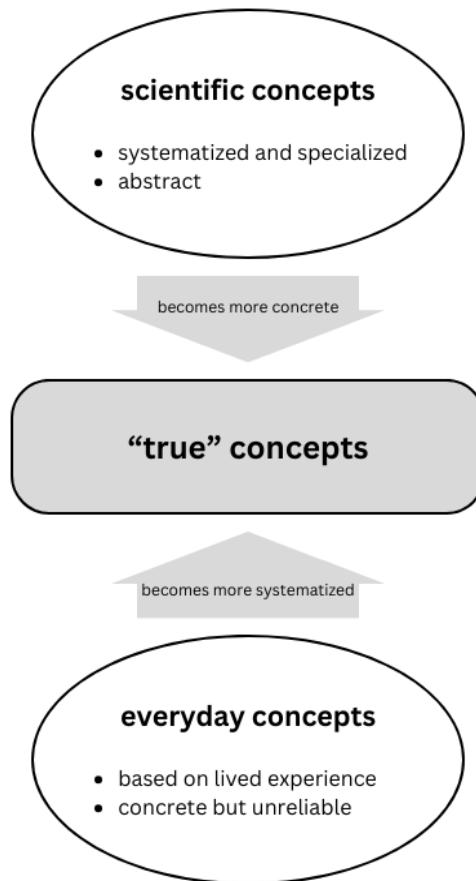 scientific concepts
• systematized and specialized
• abstract
becomes more concrete
“true” concepts
becomes more systematized
everyday concepts
• based on lived experience
• concrete but unreliable